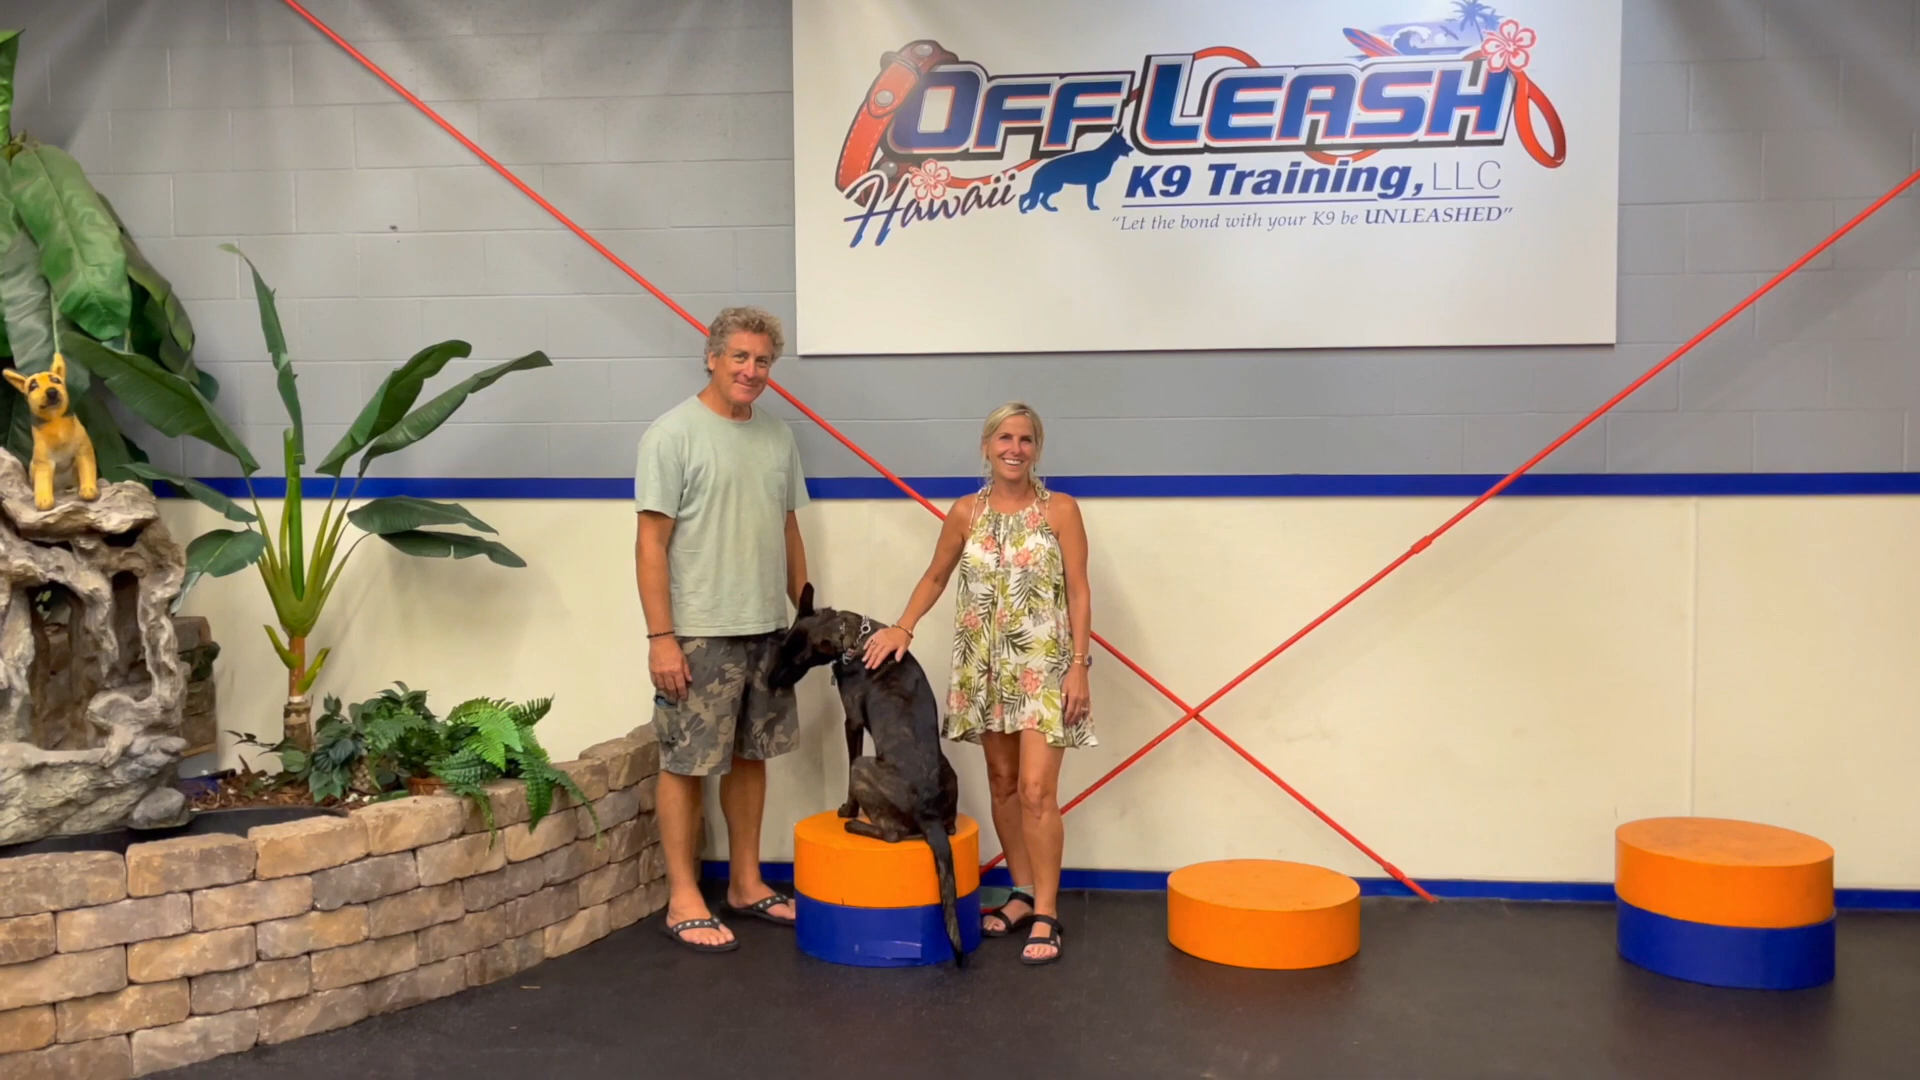 OFF LEASH
Hawaii K9 Training, LLC
"Let the bond with your K9 be UNLEASHED"